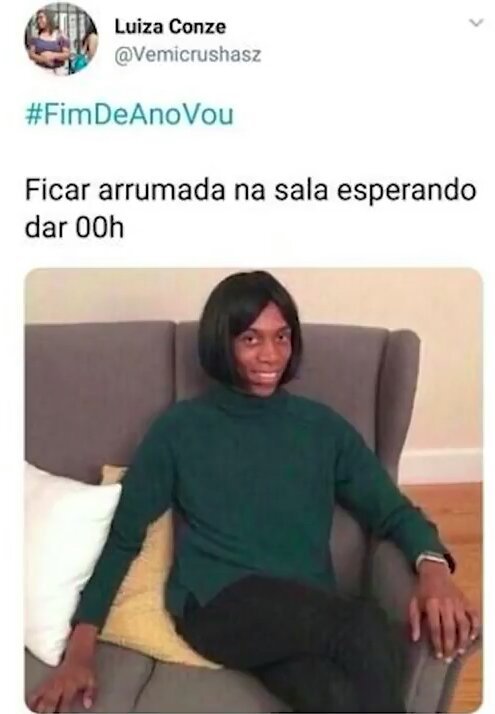 Luiza Conze
@Vemicrushasz
#FimDeAnoVou
Ficar arrumada na sala esperando
dar 00h